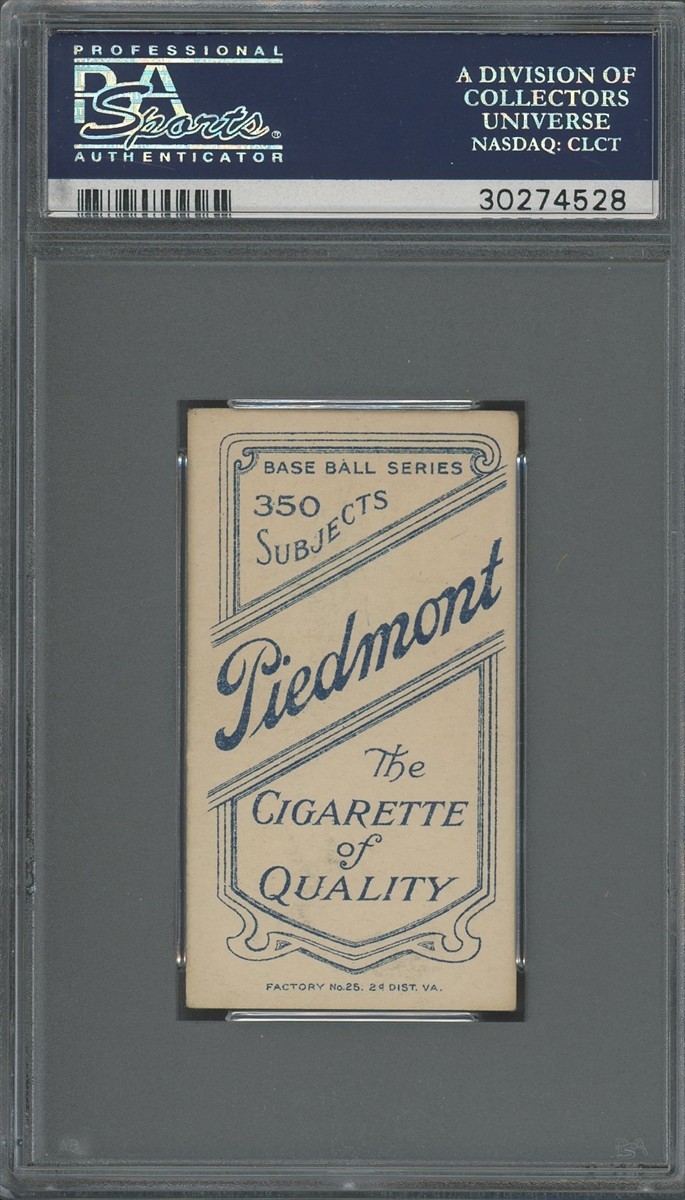 PROFESSIONAL
PSA
Sports
AUTHENTICATOR
A DIVISION OF
COLLECTORS
UNIVERSE
NASDAQ: CLCT
30274528
BASE BALL SERIES
350
SUBJECTS
Piedmont
The
CIGARETTE
of
QUALITY
FACTORY No. 25. 2d DIST. VA.
PSA